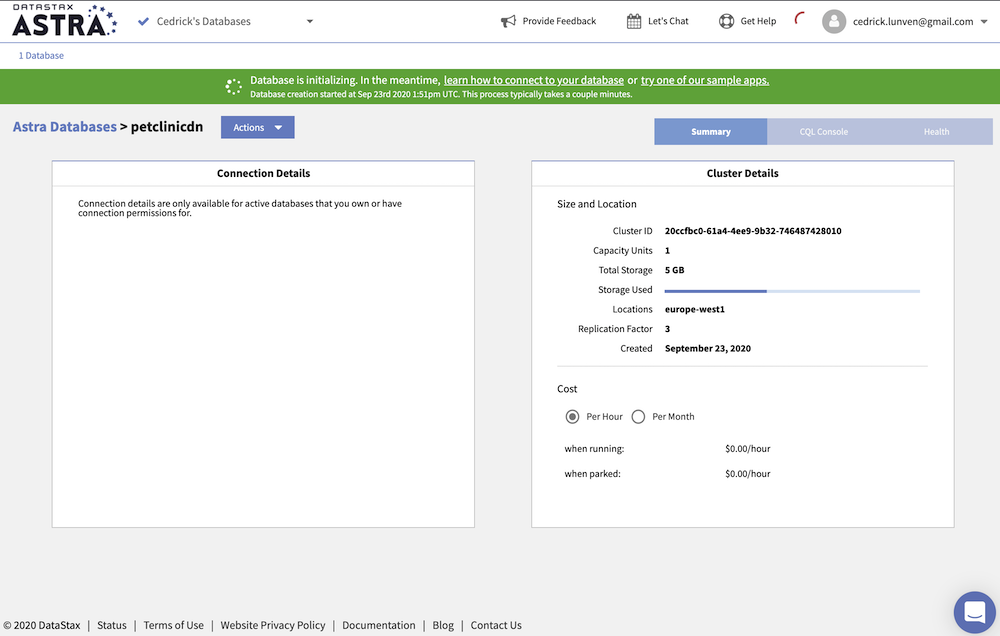 DATASTAX
ASTRA
Cedrick's Databases
Provide Feedback
Let's Chat
Get Help
cedrick.lunven@gmail.com
1 Database
Database is initializing. In the meantime, learn how to connect to your database or try one of our sample apps.
Database creation started at Sep 23rd 2020 1:51pm UTC. This process typically takes a couple minutes.
Astra Databases > petclinicdn
Actions
Summary
CQL Console
Health
Connection Details
Connection details are only available for active databases that you own or have
connection permissions for.
Cluster Details
Size and Location
Cluster ID 20ccfbc0-61a4-4ee9-9b32-746487428010
Capacity Units 1
Total Storage 5 GB
Storage Used
Locations europe-west1
Replication Factor 3
Created September 23, 2020
Cost
Per Hour Per Month
when running: $0.00/hour
when parked: $0.00/hour
© 2020 DataStax | Status | Terms of Use | Website Privacy Policy | Documentation | Blog | Contact Us